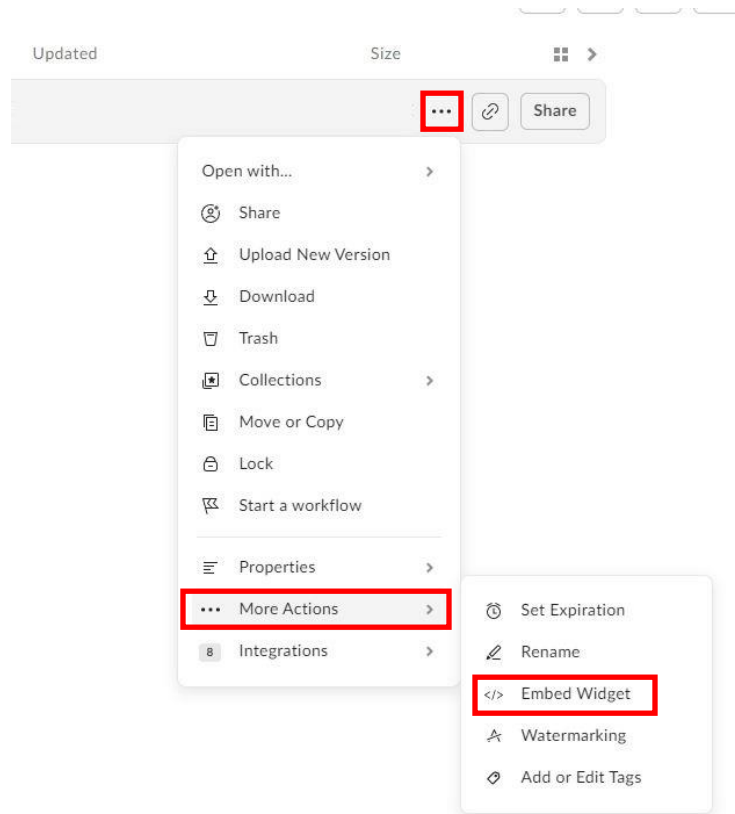 Updated Size
Share
Open with...
Share
Upload New Version
Download
Trash
Collections
Move or Copy
Lock
Start a workflow
Properties
More Actions
8 Integrations
Set Expiration
Rename
</> Embed Widget
Watermarking
Add or Edit Tags